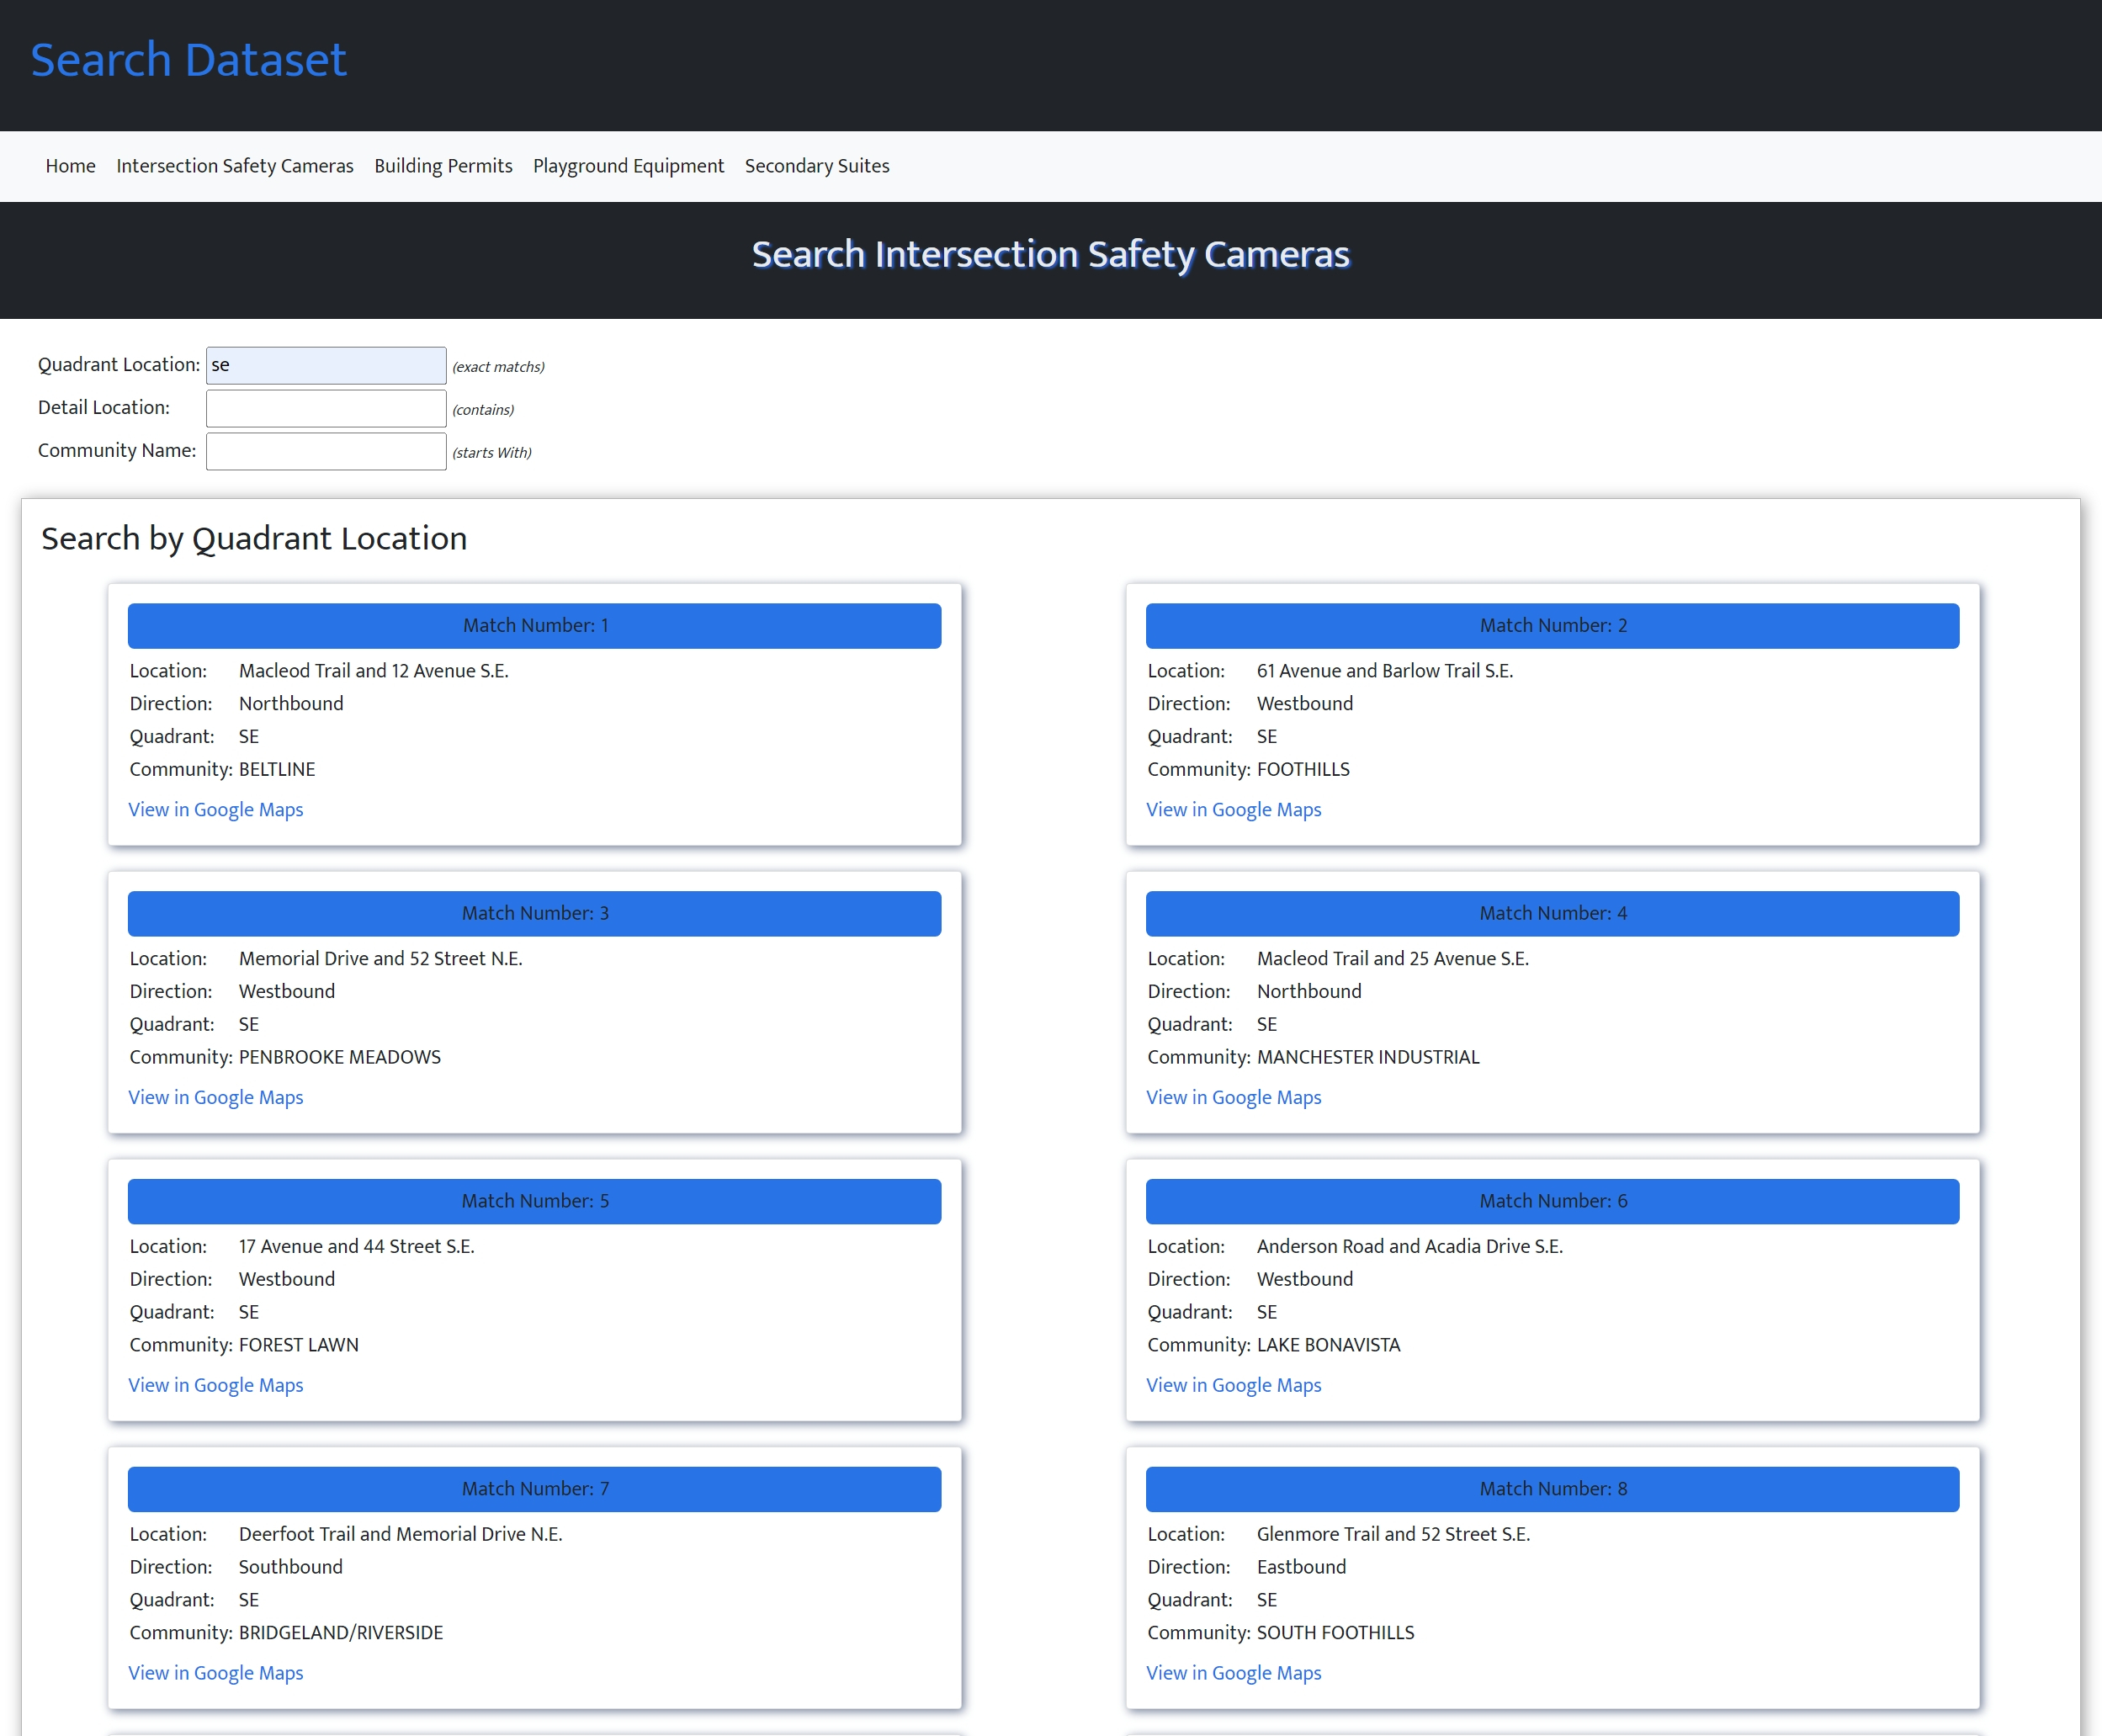 Search Dataset
Home Intersection Safety Cameras Building Permits Playground Equipment Secondary Suites
Search Intersection Safety Cameras
Quadrant Location: se (exact matchs)
Detail Location: (contains)
Community Name: (starts With)
Search by Quadrant Location
Match Number: 1
Location: Macleod Trail and 12 Avenue S.E.
Direction: Northbound
Quadrant: SE
Community: BELTLINE
View in Google Maps
Match Number: 2
Location: 61 Avenue and Barlow Trail S.E.
Direction: Westbound
Quadrant: SE
Community: FOOTHILLS
View in Google Maps
Match Number: 3
Location: Memorial Drive and 52 Street N.E.
Direction: Westbound
Quadrant: SE
Community: PENBROOKE MEADOWS
View in Google Maps
Match Number: 4
Location: Macleod Trail and 25 Avenue S.E.
Direction: Northbound
Quadrant: SE
Community: MANCHESTER INDUSTRIAL
View in Google Maps
Match Number: 5
Location: 17 Avenue and 44 Street S.E.
Direction: Westbound
Quadrant: SE
Community: FOREST LAWN
View in Google Maps
Match Number: 6
Location: Anderson Road and Acadia Drive S.E.
Direction: Westbound
Quadrant: SE
Community: LAKE BONAVISTA
View in Google Maps
Match Number: 7
Location: Deerfoot Trail and Memorial Drive N.E.
Direction: Southbound
Quadrant: SE
Community: BRIDGELAND/RIVERSIDE
View in Google Maps
Match Number: 8
Location: Glenmore Trail and 52 Street S.E.
Direction: Eastbound
Quadrant: SE
Community: SOUTH FOOTHILLS
View in Google Maps